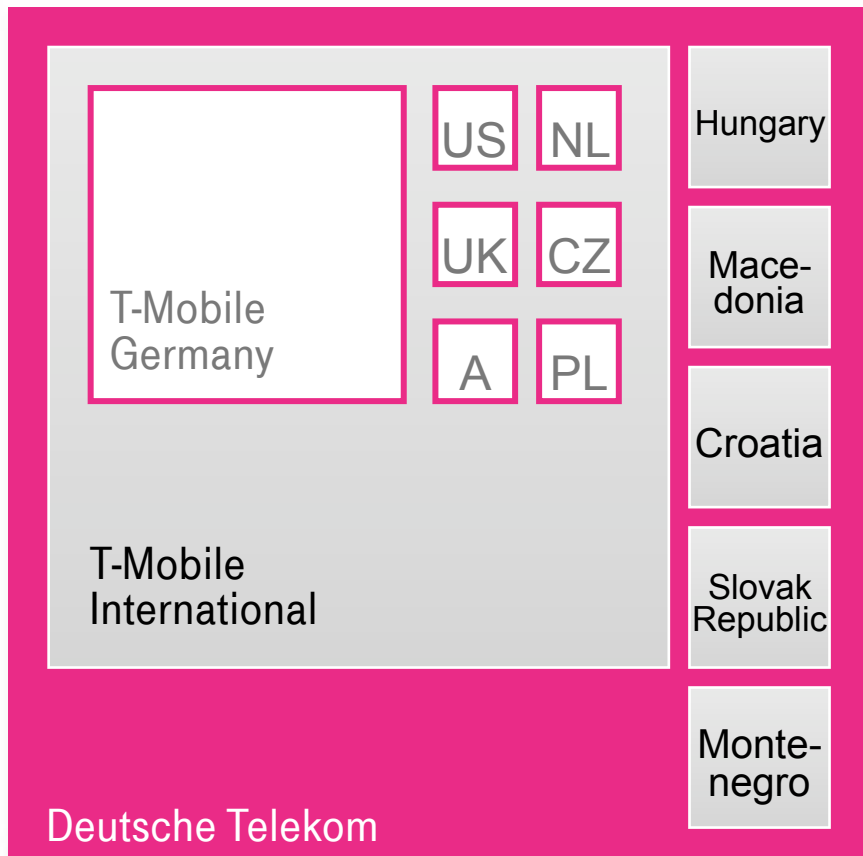 T-Mobile
Germany
US
NL
UK
CZ
A
PL
T-Mobile
International
Hungary
Mace-
donia
Croatia
Slovak
Republic
Monte-
negro
Deutsche Telekom